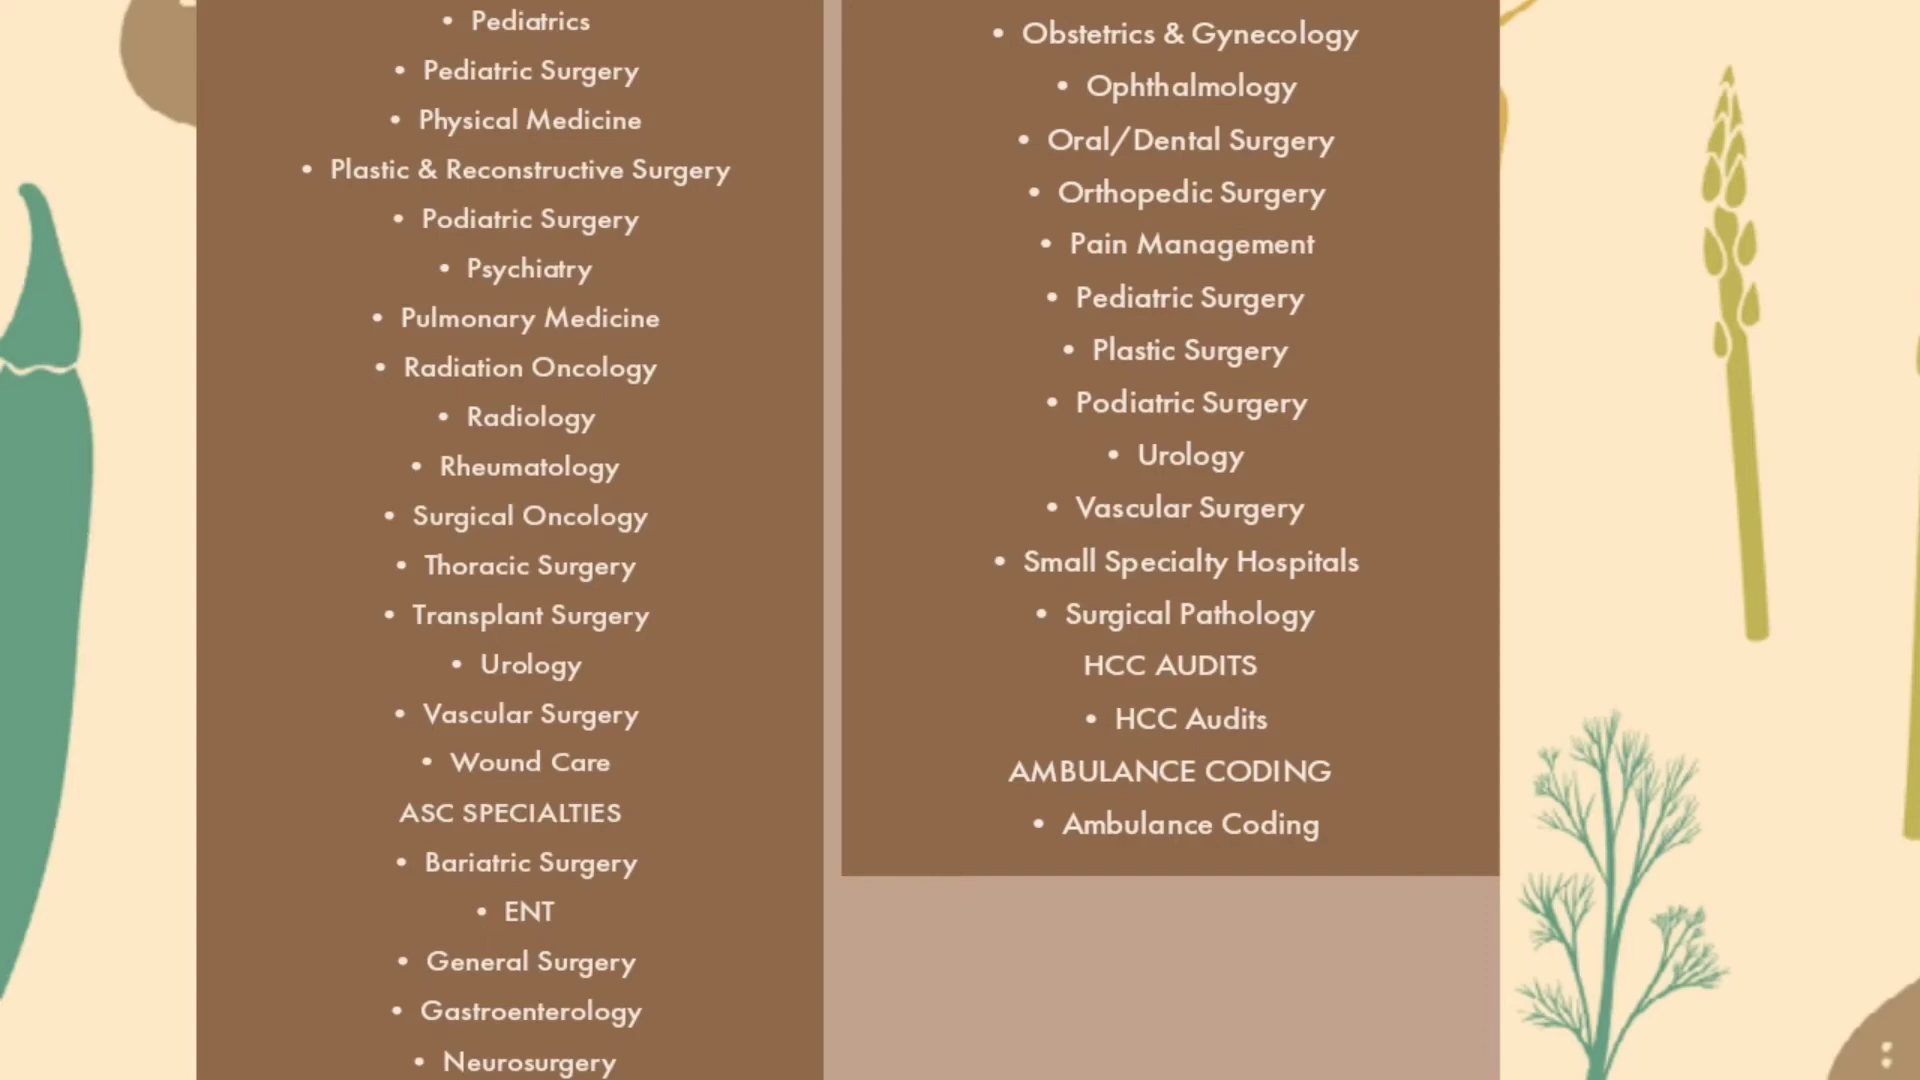 • Pediatrics
• Pediatric Surgery
• Physical Medicine
• Plastic & Reconstructive Surgery
• Podiatric Surgery
• Psychiatry
• Pulmonary Medicine
• Radiation Oncology
• Radiology
• Rheumatology
• Surgical Oncology
• Thoracic Surgery
• Transplant Surgery
• Urology
• Vascular Surgery
• Wound Care
ASC SPECIALTIES
• Bariatric Surgery
• ENT
• General Surgery
• Gastroenterology
• Neurosurgery
• Obstetrics & Gynecology
• Ophthalmology
• Oral/Dental Surgery
• Orthopedic Surgery
• Pain Management
• Pediatric Surgery
• Plastic Surgery
• Podiatric Surgery
• Urology
• Vascular Surgery
• Small Specialty Hospitals
• Surgical Pathology
HCC AUDITS
• HCC Audits
AMBULANCE CODING
• Ambulance Coding